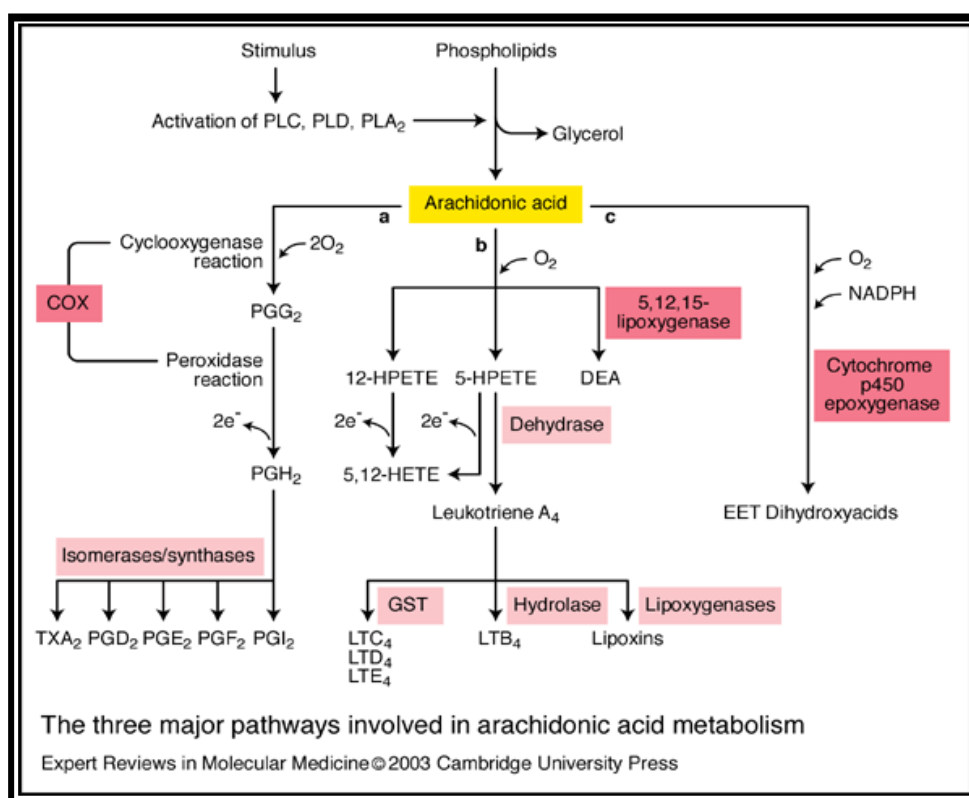 Stimulus
Phospholipids
Activation of PLC, PLD, PLA₂
Glycerol
Arachidonic acid
a
b
c
Cyclooxygenase
reaction
2O₂
COX
PGG₂
Peroxidase
reaction
2e⁻
PGH₂
Isomerases/synthases
TXA₂ PGD₂ PGE₂ PGF₂ PGI₂
O₂
5,12,15-
lipoxygenase
12-HPETE 5-HPETE DEA
2e⁻ 2e⁻
Dehydrase
5,12-HETE
Leukotriene A₄
GST
Hydrolase
Lipoxygenases
LTC₄
LTD₄
LTE₄
LTB₄
Lipoxins
O₂
NADPH
Cytochrome
p450
epoxygenase
EET Dihydroxyacids
The three major pathways involved in arachidonic acid metabolism
Expert Reviews in Molecular Medicine © 2003 Cambridge University Press